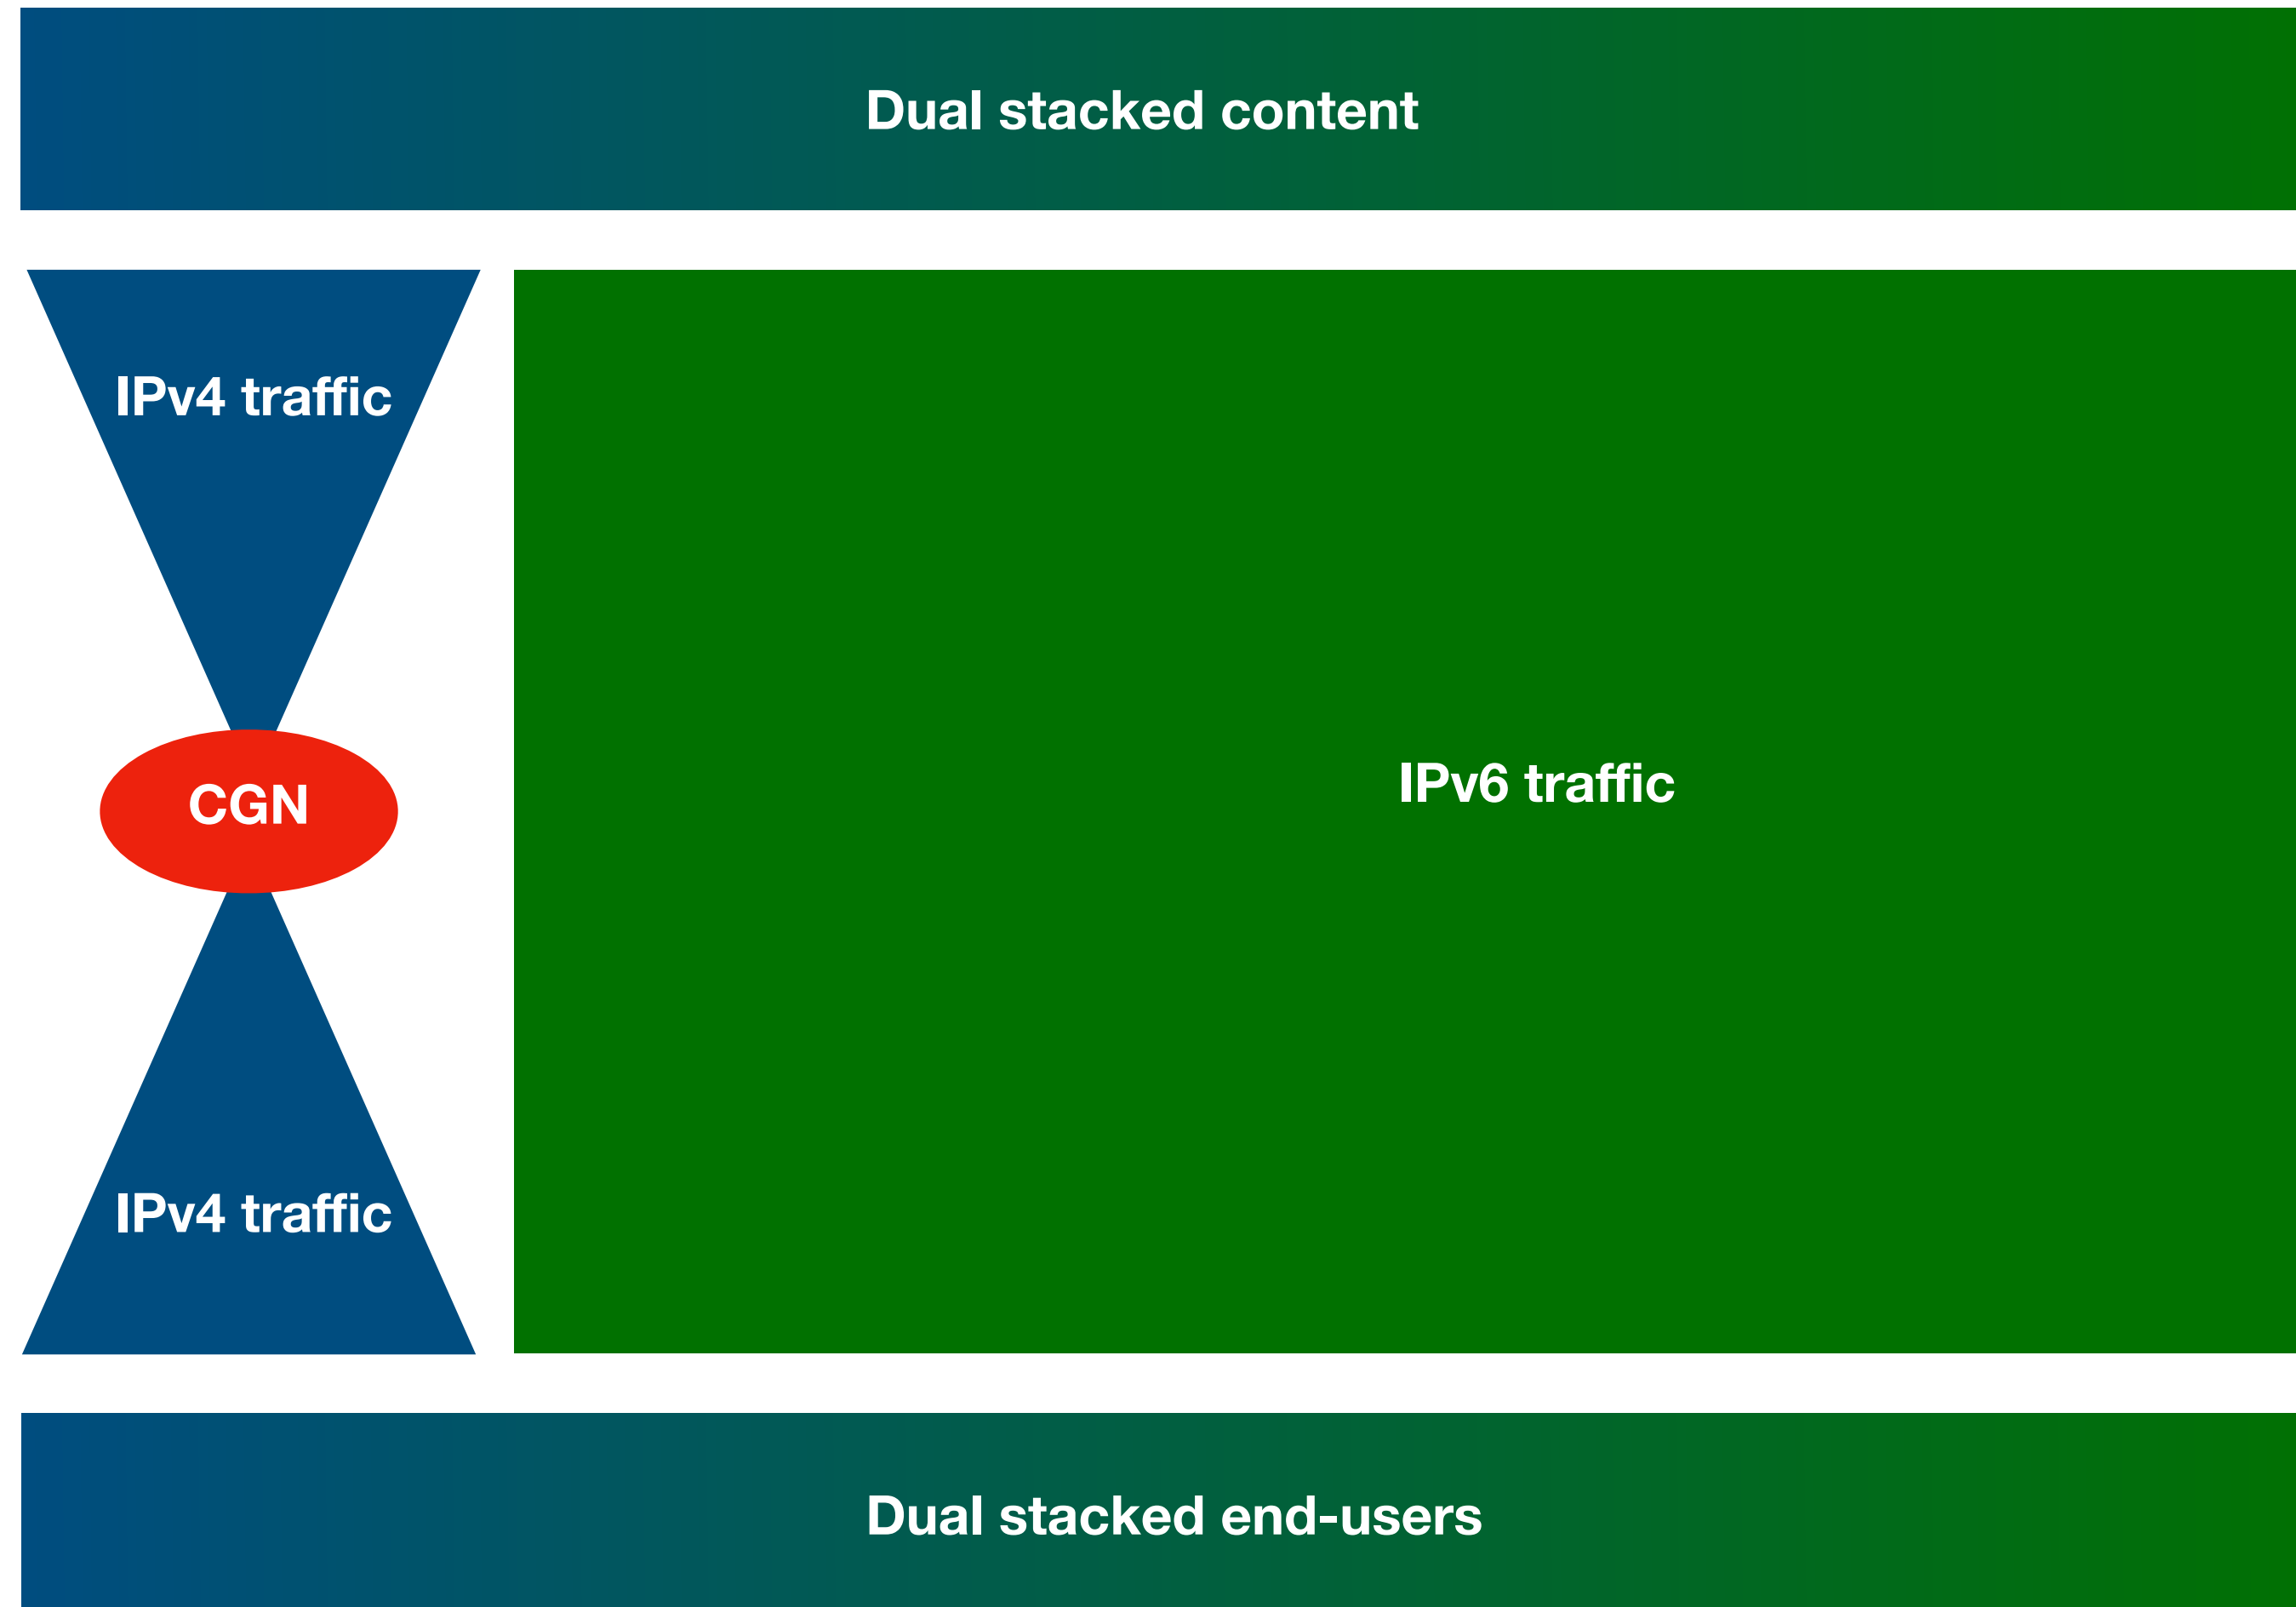 Dual stacked content
IPv4 traffic
CGN
IPv6 traffic
IPv4 traffic
Dual stacked end-users